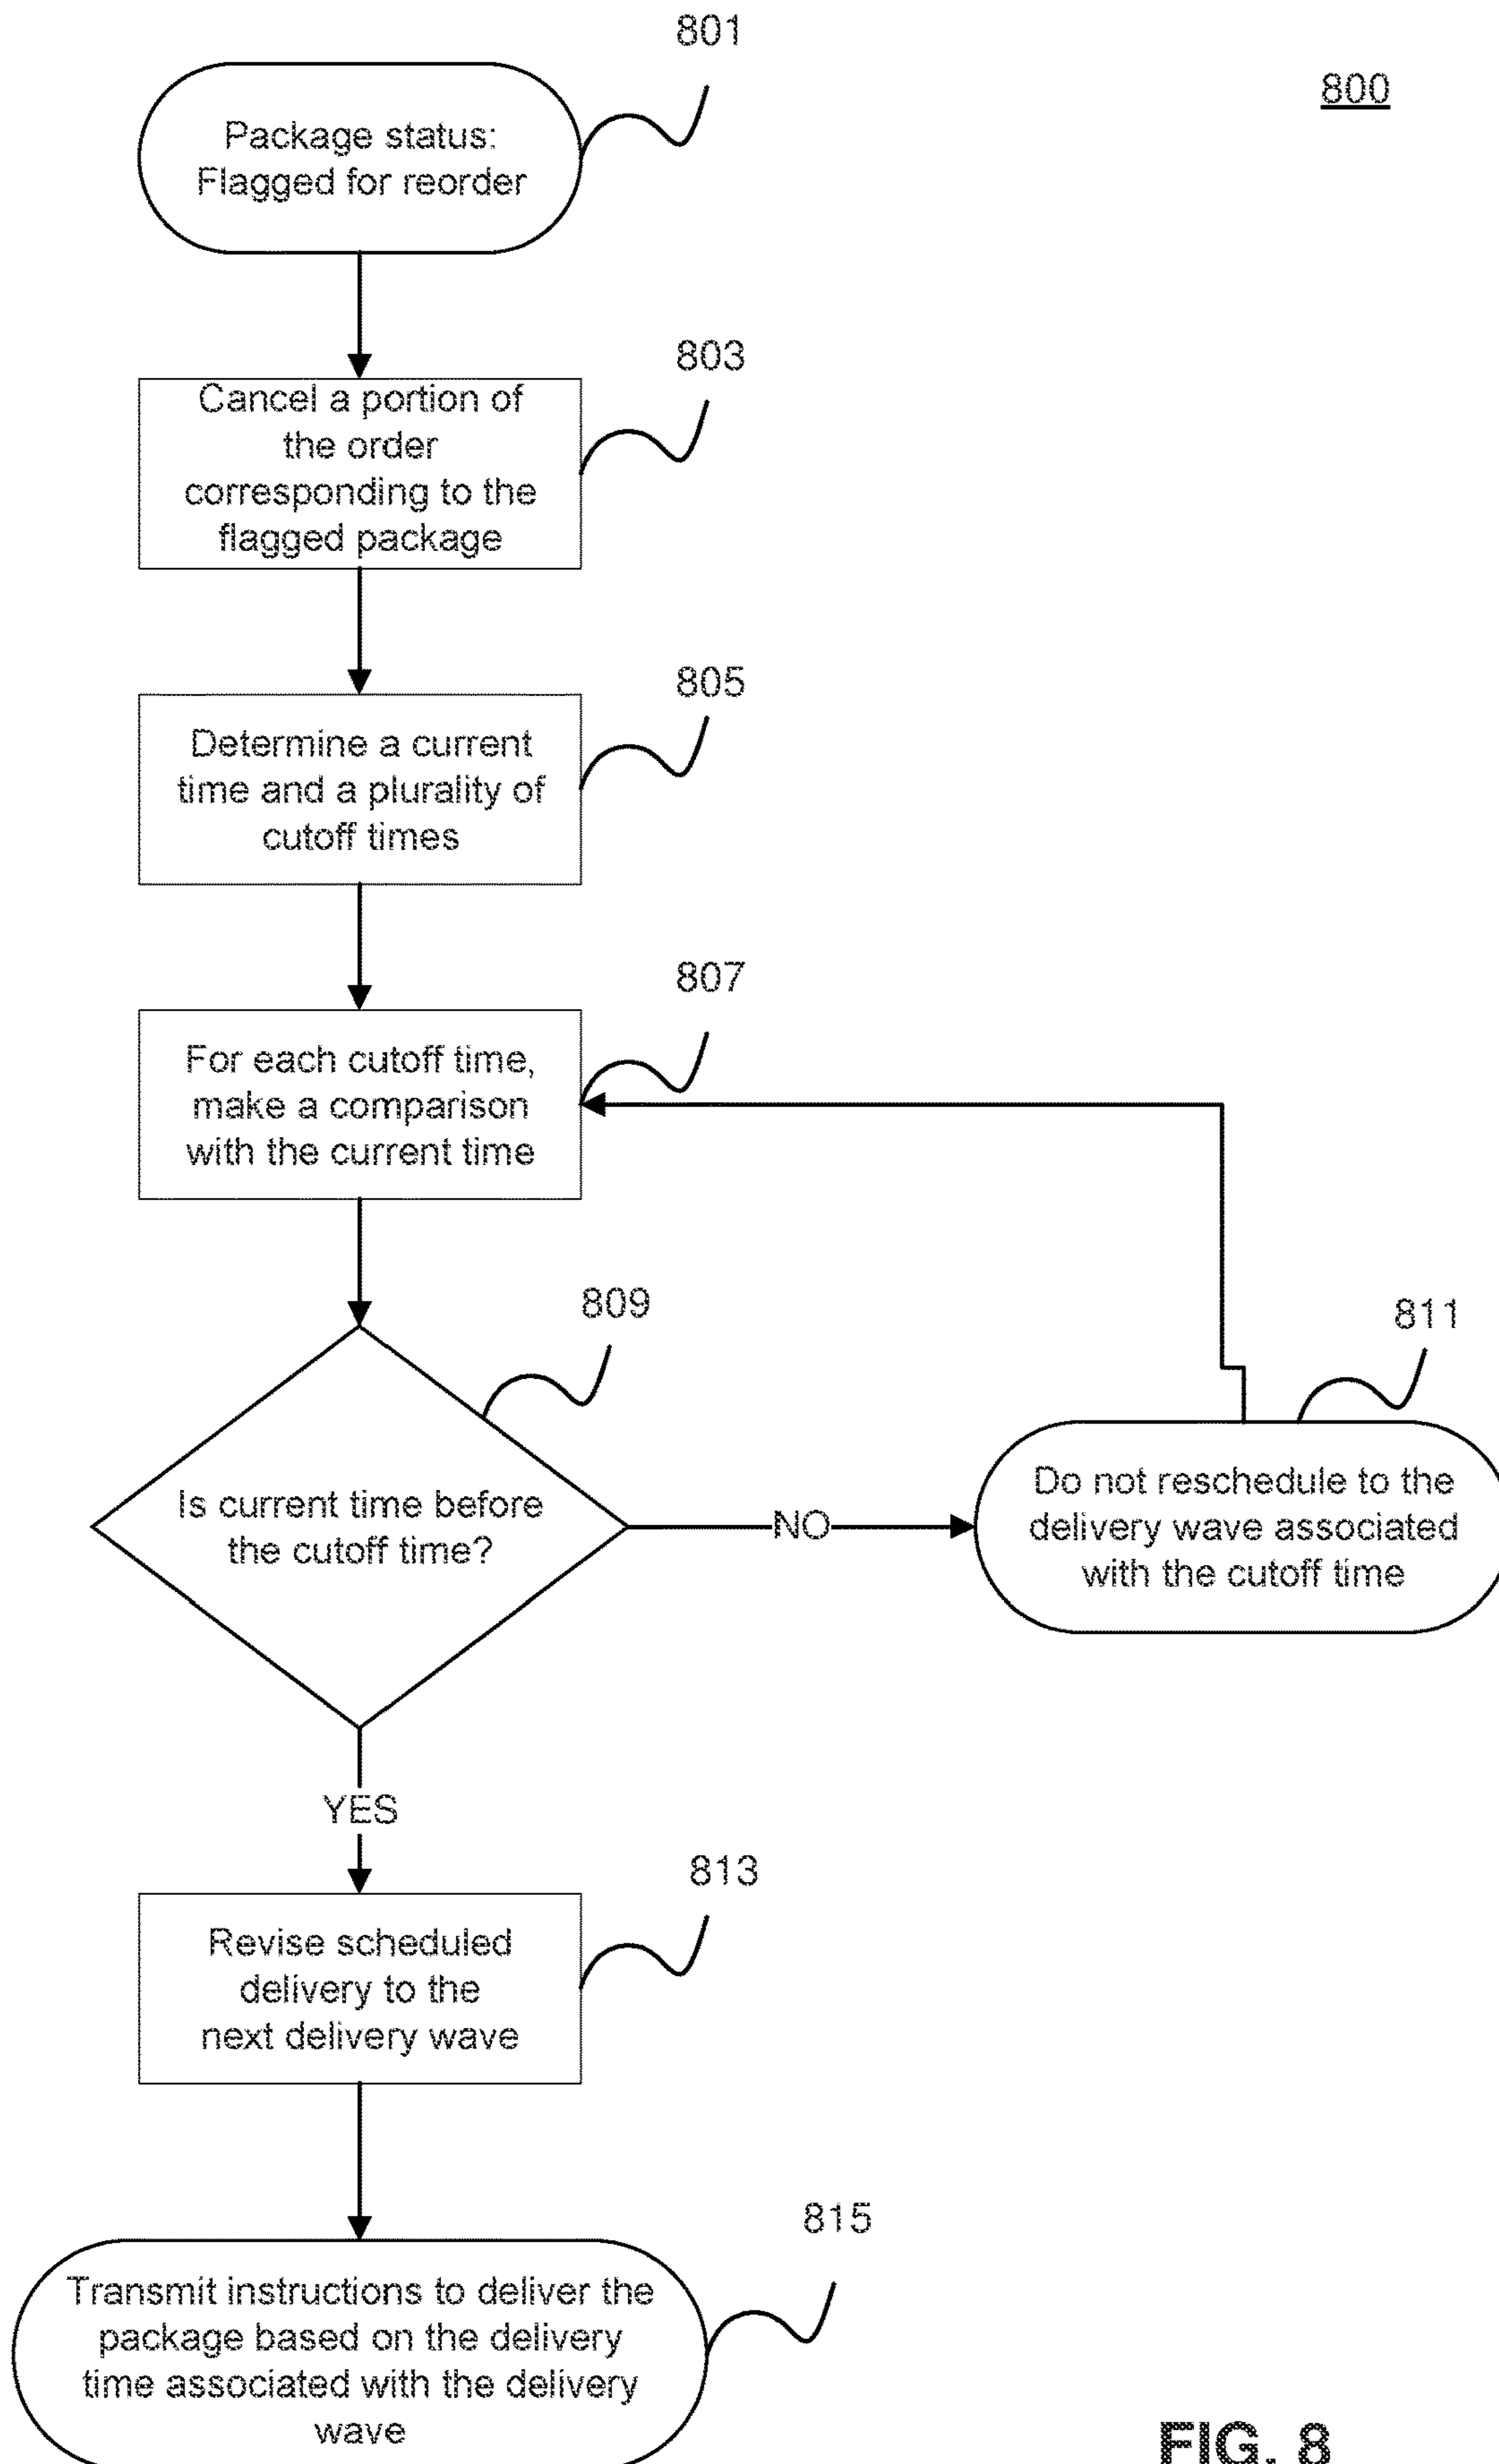 801
800
Package status:
Flagged for reorder
803
Cancel a portion of
the order
corresponding to the
flagged package
805
Determine a current
time and a plurality of
cutoff times
807
For each cutoff time,
make a comparison
with the current time
809
811
Is current time before
the cutoff time?
NO
Do not reschedule to the
delivery wave associated
with the cutoff time
YES
813
Revise scheduled
delivery to the
next delivery wave
815
Transmit instructions to deliver the
package based on the delivery
time associated with the delivery
wave
FIG. 8